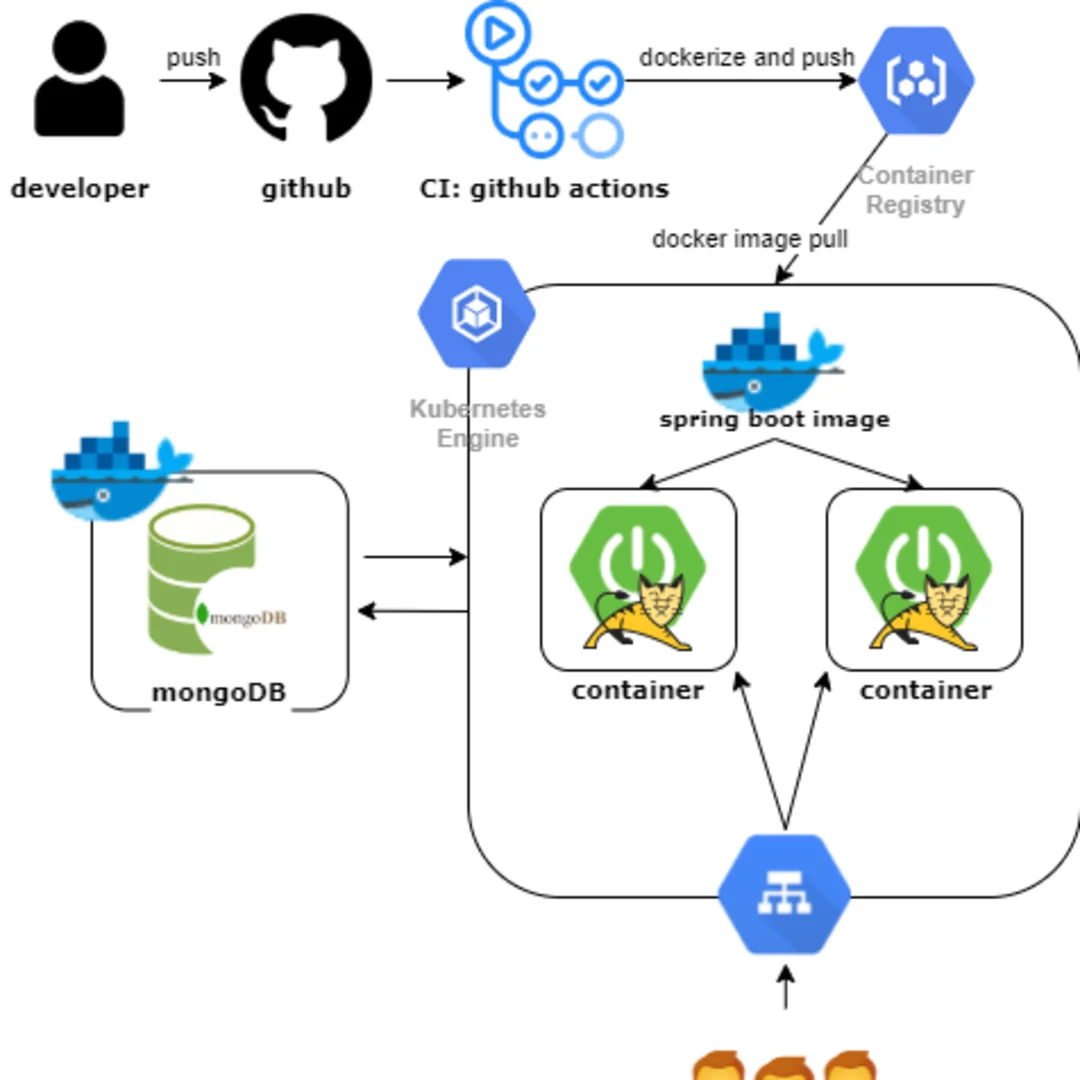 push
dockerize and push
developer
github
CI: github actions
Container
Registry
docker image pull
Kubernetes
Engine
spring boot image
mongoDB
mongoDB
container
container